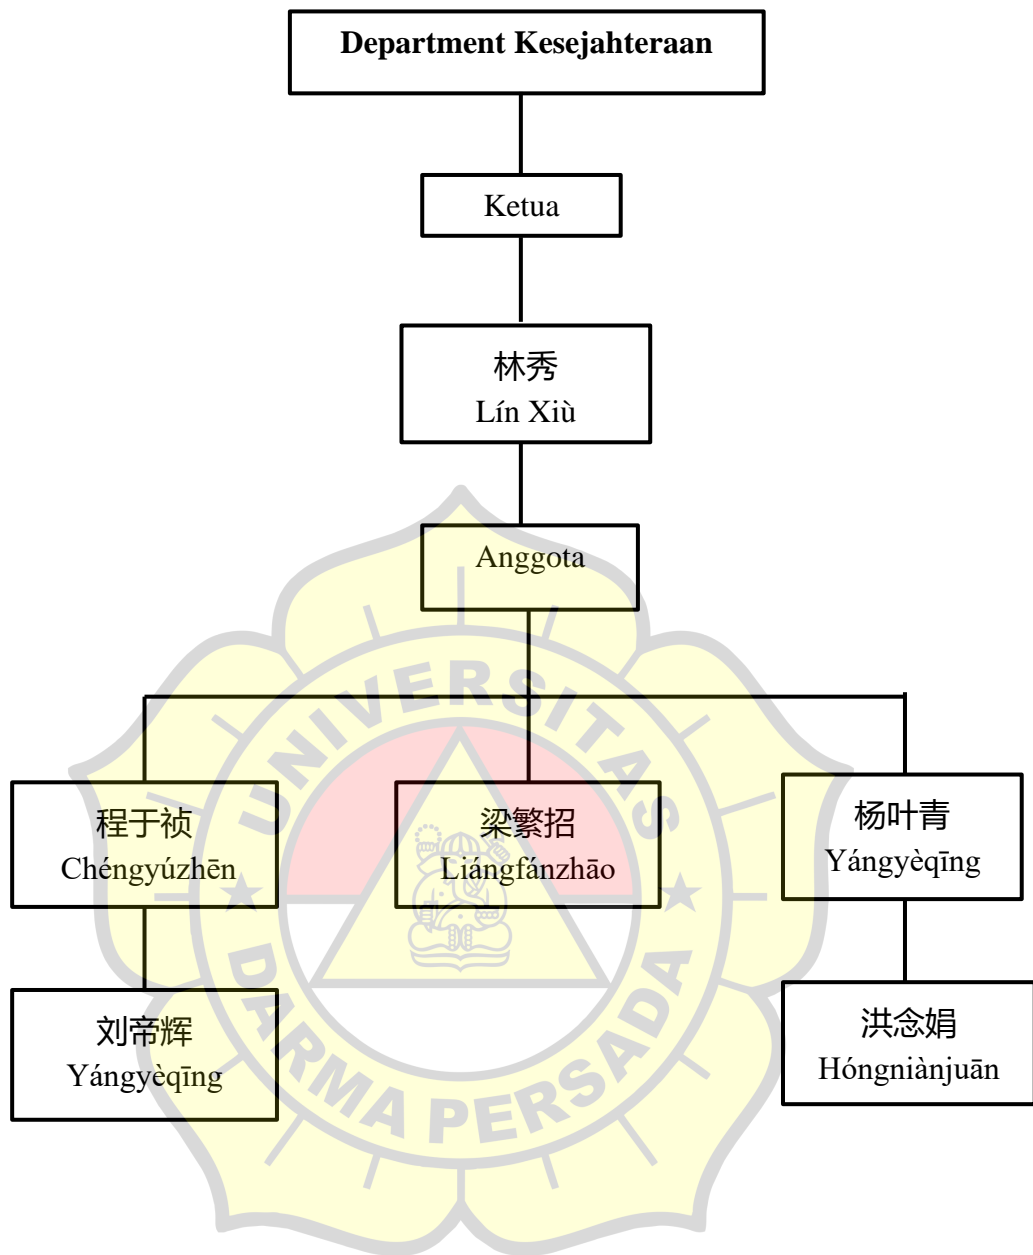 Department Kesejahteraan
Ketua
林秀
Lín Xiù
Anggota
程于祯
Chéngyúzhēn
梁繁招
Liángfánzhāo
杨叶青
Yángyèqīng
刘帝辉
Yángyèqīng
洪念娟
Hóngniànjuān
UNIVERSITAS
DARMA PERSADA